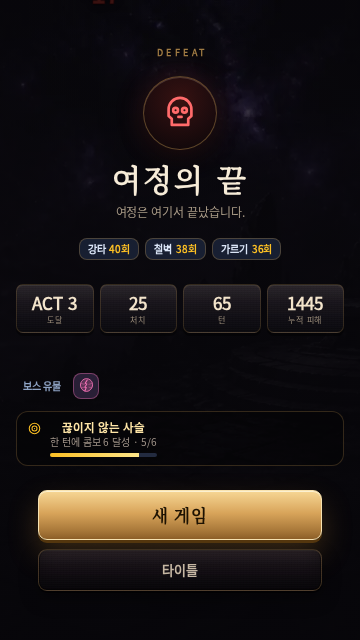 DEFEAT
여정의 끝
여정은 여기서 끝났습니다.
강타 40회 철벽 38회 가르기 36회
ACT 3 25 65 1445
도달 처치 턴 누적 피해
보스 유물
끊이지 않는 사슬
한 턴에 콤보 6 달성 · 5/6
새 게임
타이틀